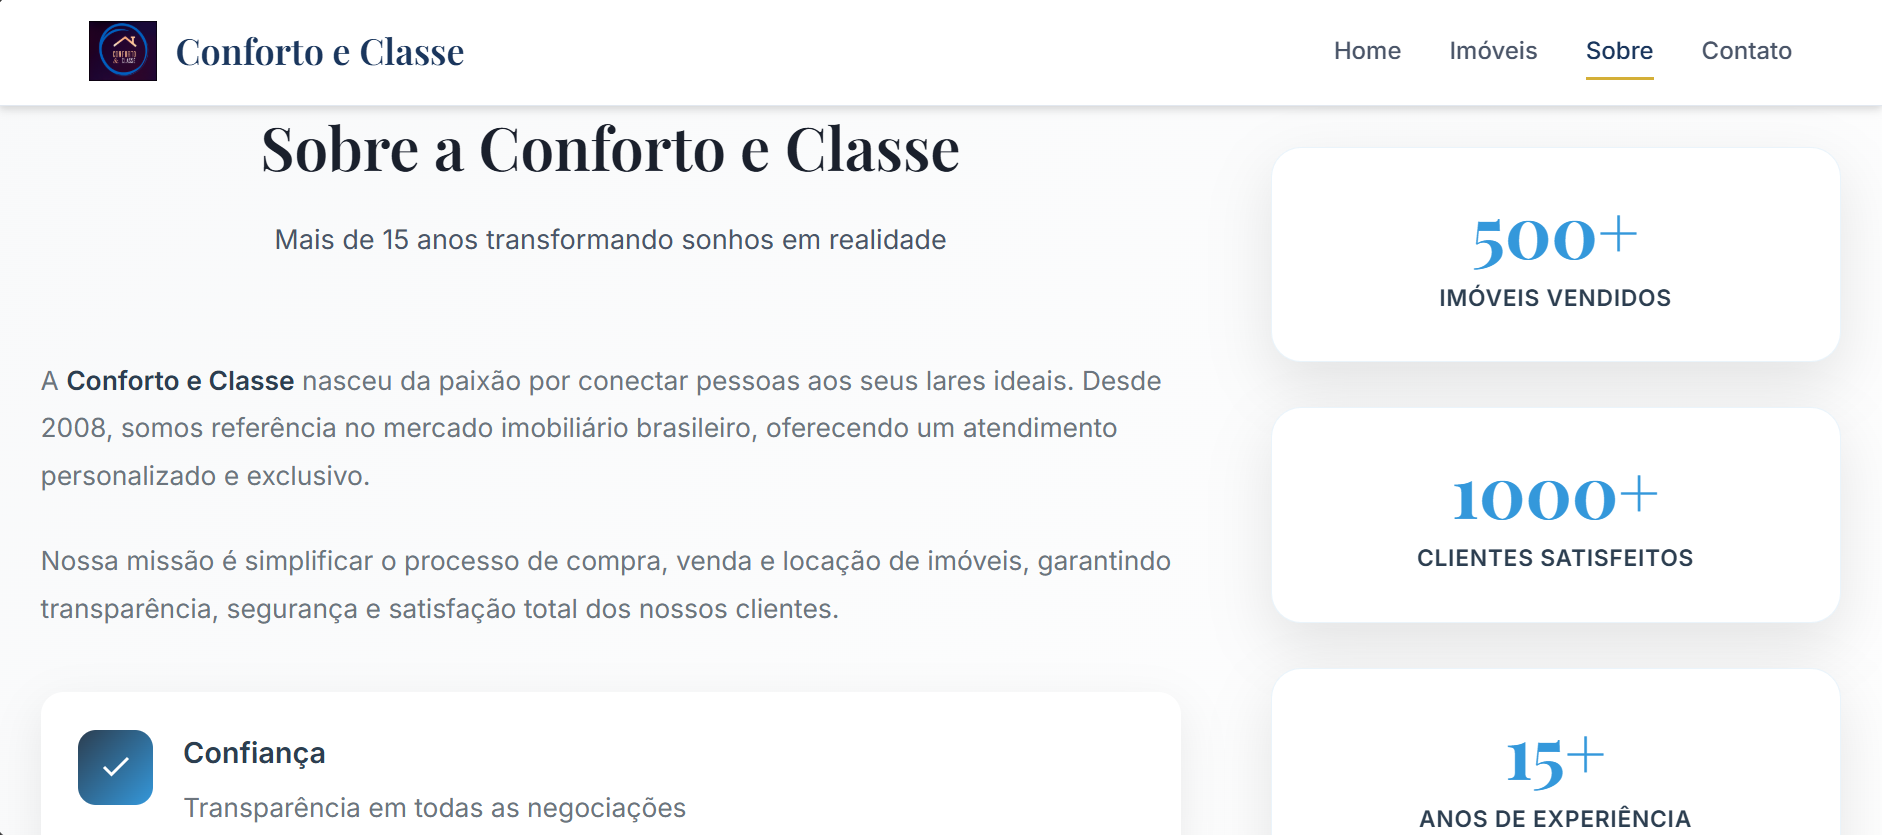 CONFORTO
& CLASSE
Conforto e Classe
Home
Imóveis
Sobre
Contato
Sobre a Conforto e Classe
Mais de 15 anos transformando sonhos em realidade
A Conforto e Classe nasceu da paixão por conectar pessoas aos seus lares ideais. Desde
2008, somos referência no mercado imobiliário brasileiro, oferecendo um atendimento
personalizado e exclusivo.
Nossa missão é simplificar o processo de compra, venda e locação de imóveis, garantindo
transparência, segurança e satisfação total dos nossos clientes.
Confiança
Transparência em todas as negociações
500+
IMÓVEIS VENDIDOS
1000+
CLIENTES SATISFEITOS
15+
ANOS DE EXPERIÊNCIA